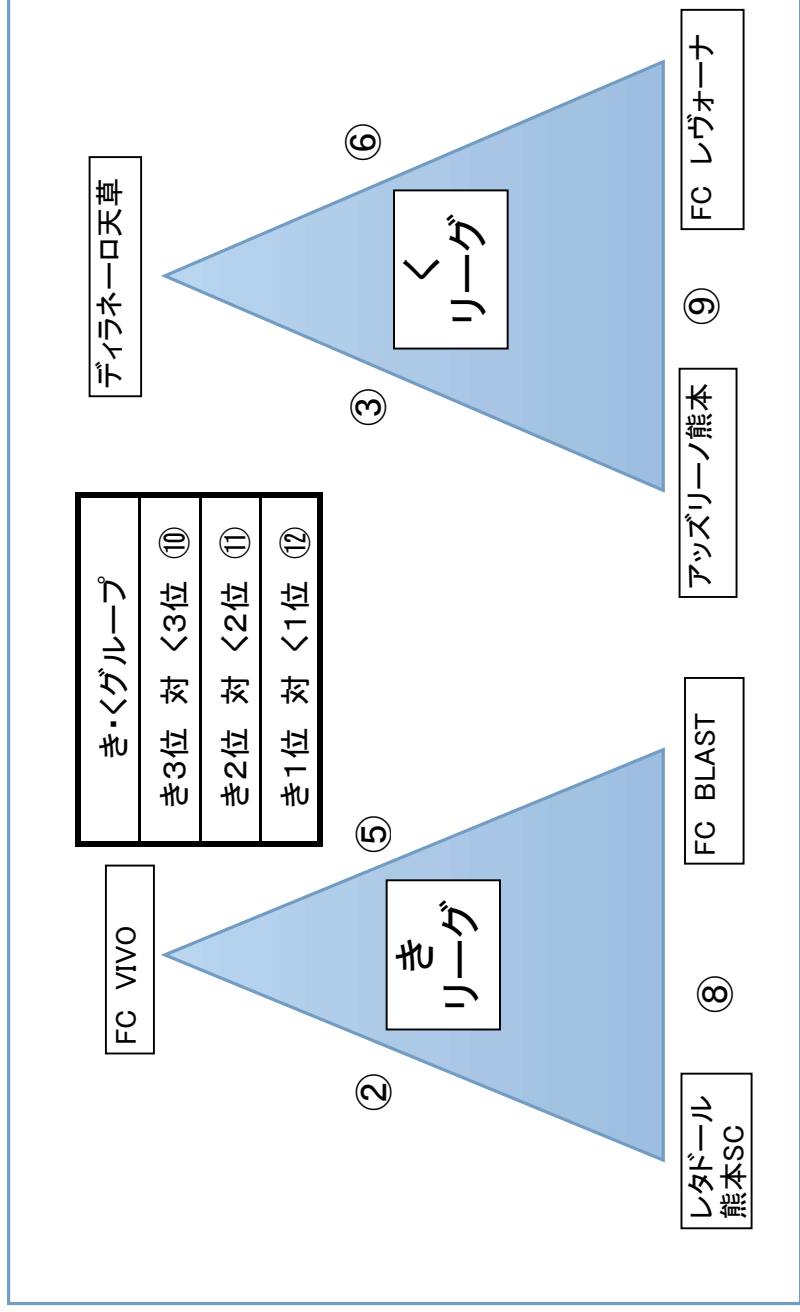 FC VIVO
き・くグループ
き3位 対 く3位 ⑩
き2位 対 く2位 ⑪
き1位 対 く1位 ⑫
ディラネーロ天草
②
⑤
③
⑥
き
リーグ
く
リーグ
レタドール
熊本SC
⑧
FC BLAST
アッズリーノ熊本
⑨
FC レヴォーナ